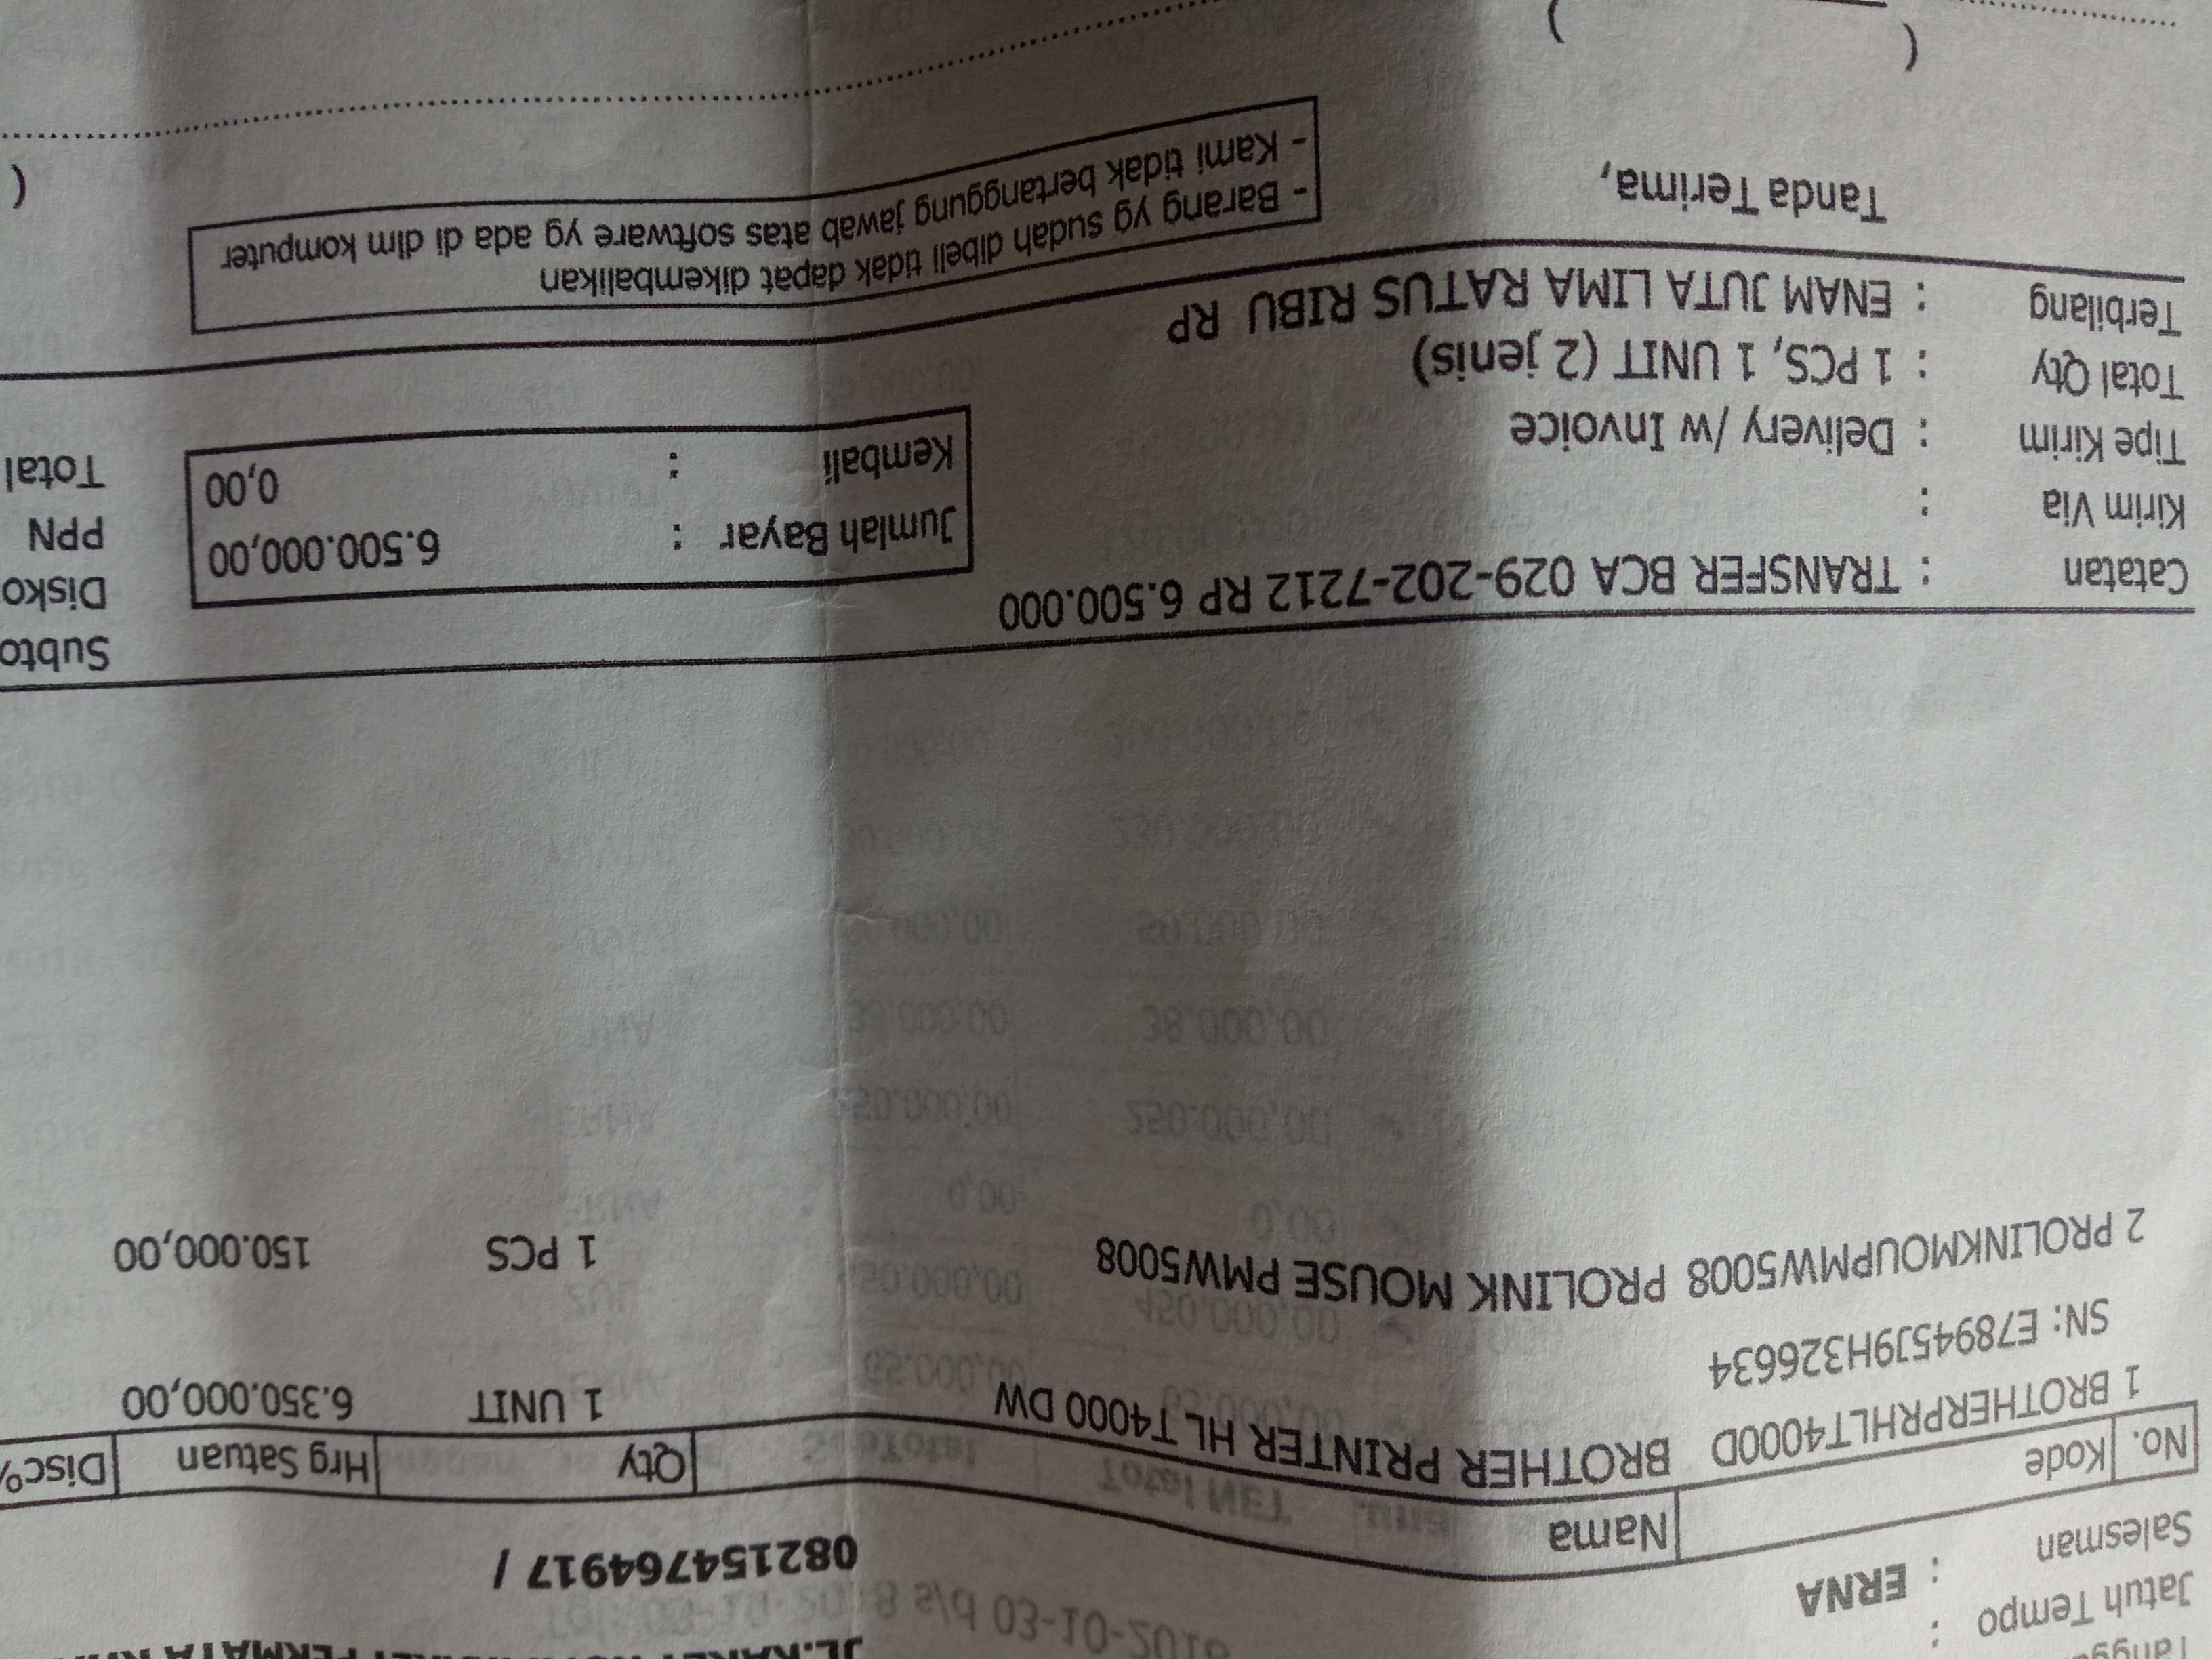 Jatuh Tempo :
Salesman : ERNA
082154764917 /
No. Kode Nama Qty Hrg Satuan Disc%
1 BROTHERPRHLT4000D BROTHER PRINTER HL T4000 DW 1 UNIT 6.350.000,00
SN: E78945J9H326634
2 PROLINKMOUPMW5008 PROLINK MOUSE PMW5008 1 PCS 150.000,00
Catatan : TRANSFER BCA 029-202-7212 RP 6.500.000 Subto
Kirim Via : Jumlah Bayar : 6.500.000,00 Disko
Tipe Kirim : Delivery /w Invoice Kembali : 0,00 PPN
Total Qty : 1 PCS, 1 UNIT (2 jenis) Total
Terbilang : ENAM JUTA LIMA RATUS RIBU RP
Tanda Terima,
- Barang yg sudah dibeli tidak dapat dikembalikan
- Kami tidak bertanggung jawab atas software yg ada di dlm komputer
( ) (